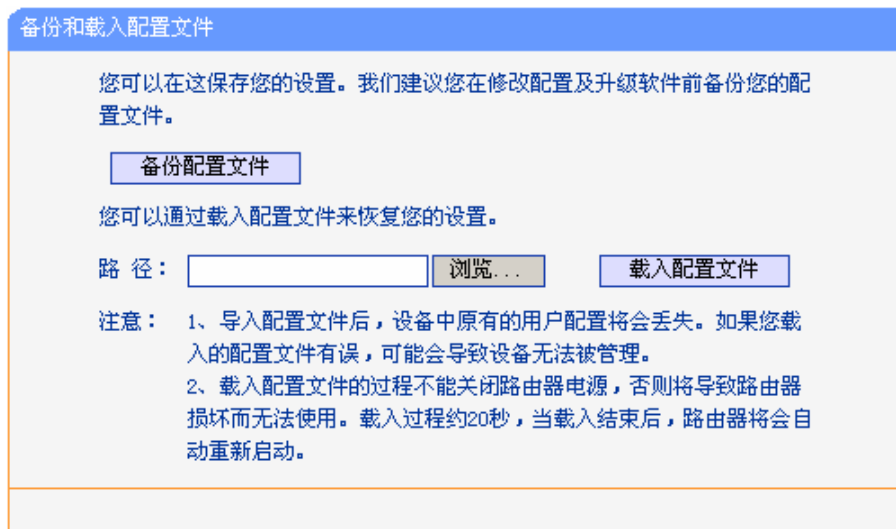 备份和载入配置文件
您可以在这保存您的设置。我们建议您在修改配置及升级软件前备份您的配
置文件。
备份配置文件
您可以通过载入配置文件来恢复您的设置。
路 径： 浏览... 载入配置文件
注意： 1、导入配置文件后，设备中原有的用户配置将会丢失。如果您载
入的配置文件有误，可能会导致设备无法被管理。
2、载入配置文件的过程不能关闭路由器电源，否则将导致路由器
损坏而无法使用。载入过程约20秒，当载入结束后，路由器将会自
动重新启动。